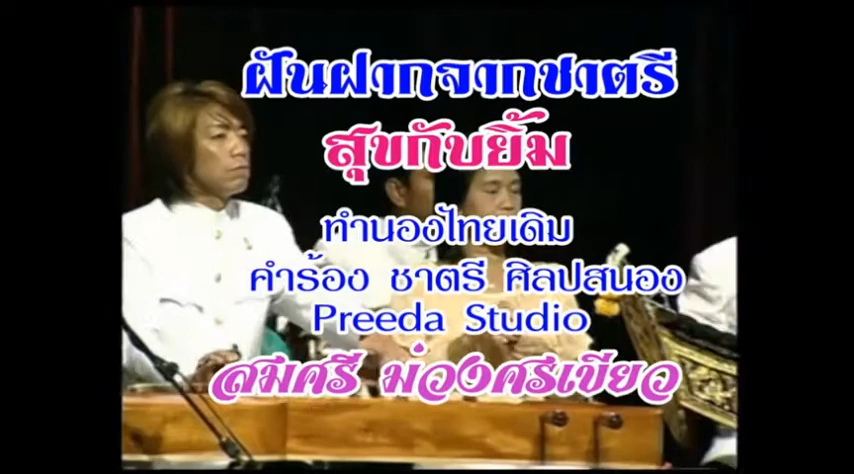 ฝันฝากจากชาตรี
สุขกับยิ้ม
ทำนองไทยเดิม
คำร้อง ชาตรี ศิลปสนอง
Preeda Studio
สมศรี ม่วงศรเขียว